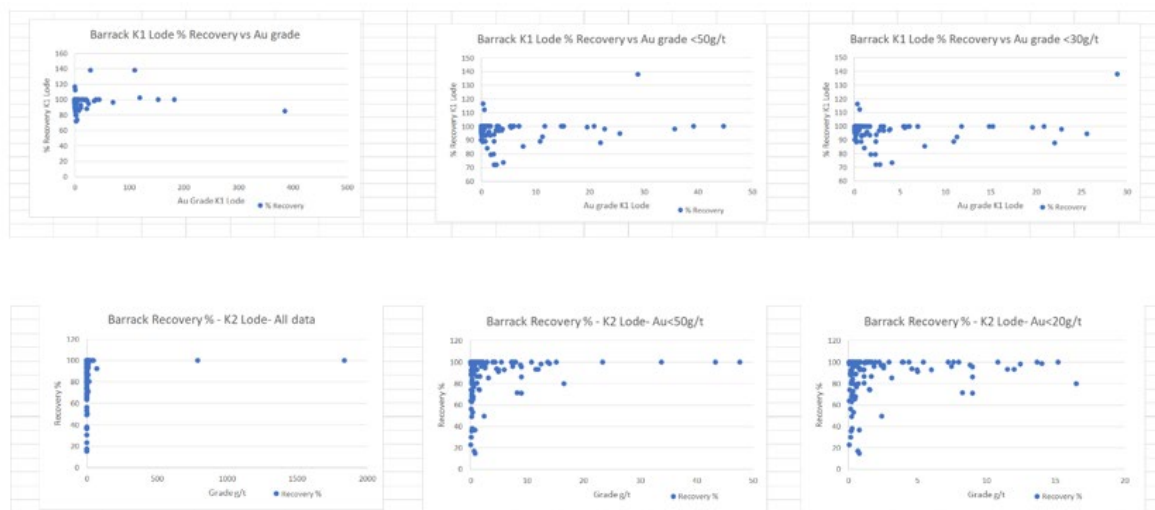 Barrack K1 Lode % Recovery vs Au grade
160
140
120
100
80
60
40
20
0
% Recovery K1 Lode
0 100 200 300 400 500
Au Grade K1 Lode
% Recovery
Barrack K1 Lode % Recovery vs Au grade <50g/t
150
140
130
120
110
100
90
80
70
60
% Recovery K1 Lode
0 10 20 30 40 50
Au grade K1 Lode
% Recovery
Barrack K1 Lode % Recovery vs Au grade <30g/t
150
140
130
120
110
100
90
80
70
60
% Recovery K1 Lode
0 5 10 15 20 25 30
Au grade K1 Lode
% Recovery
Barrack Recovery % - K2 Lode- All data
120
100
80
60
40
20
0
Recovery %
0 500 1000 1500 2000
Grade g/t
Recovery %
Barrack Recovery % - K2 Lode- Au<50g/t
120
100
80
60
40
20
0
Recovery %
0 10 20 30 40 50
Grade g/t
Recovery %
Barrack Recovery % - K2 Lode- Au<20g/t
120
100
80
60
40
20
0
Recovery %
0 5 10 15 20
Grade g/t
Recovery %